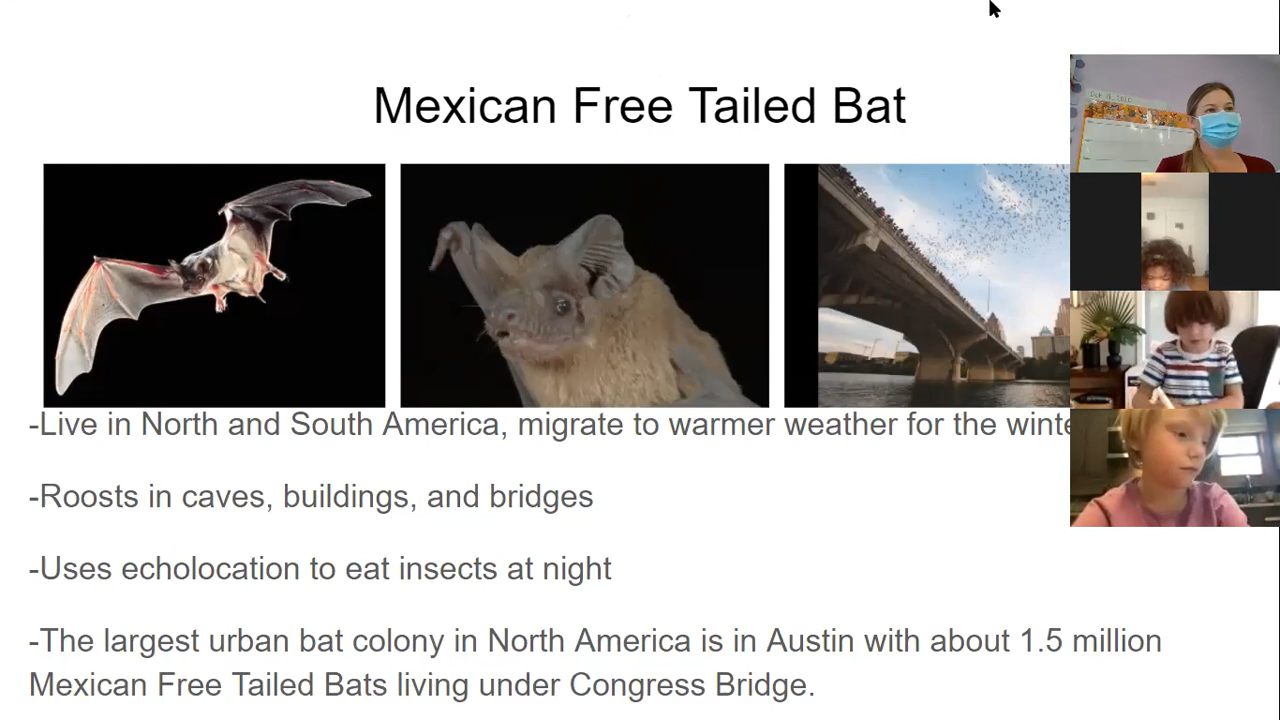 Mexican Free Tailed Bat
-Live in North and South America, migrate to warmer weather for the
-Roosts in caves, buildings, and bridges
-Uses echolocation to eat insects at night
-The largest urban bat colony in North America is in Austin with about 1.5 million
Mexican Free Tailed Bats living under Congress Bridge.